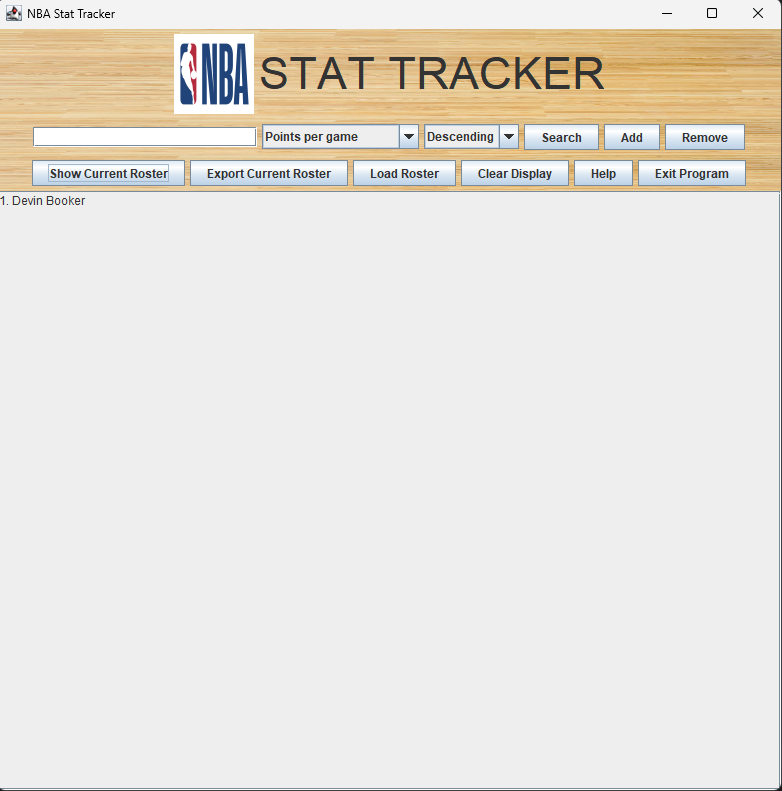 NBA Stat Tracker
NBA STAT TRACKER
Points per game Descending Search Add Remove
Show Current Roster Export Current Roster Load Roster Clear Display Help Exit Program
1. Devin Booker